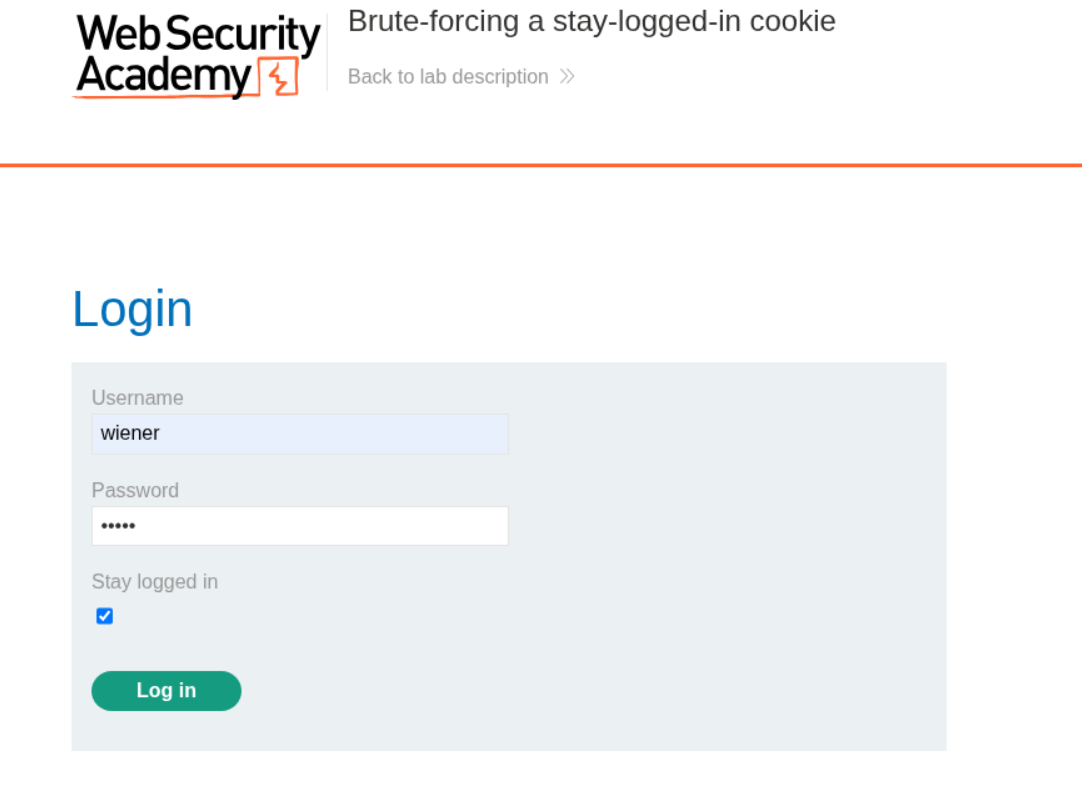 Web Security
Academy
Brute-forcing a stay-logged-in cookie
Back to lab description
Login
Username
wiener
Password
•••••
Stay logged in
Log in